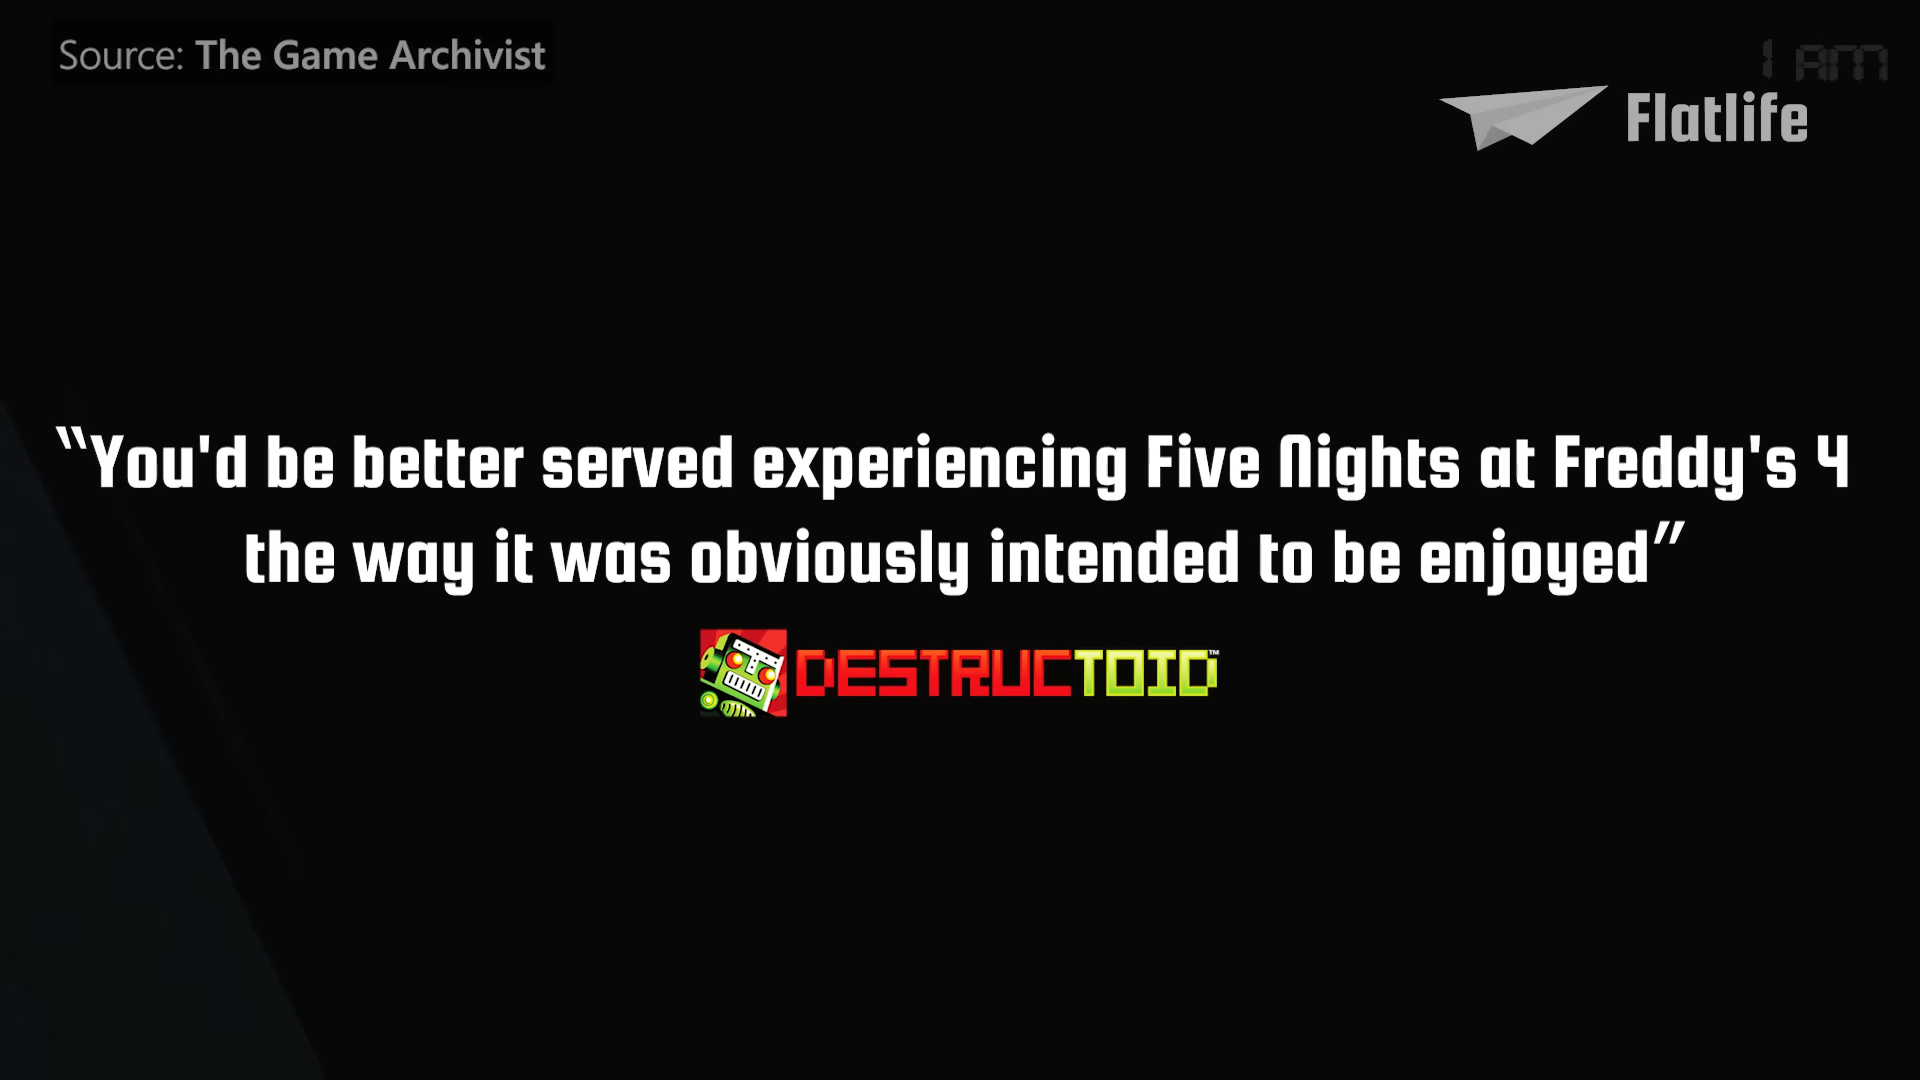 Source: The Game Archivist
1 AM
Flatlife
“You'd be better served experiencing Five Nights at Freddy's 4
the way it was obviously intended to be enjoyed”
DESTRUCTOID™